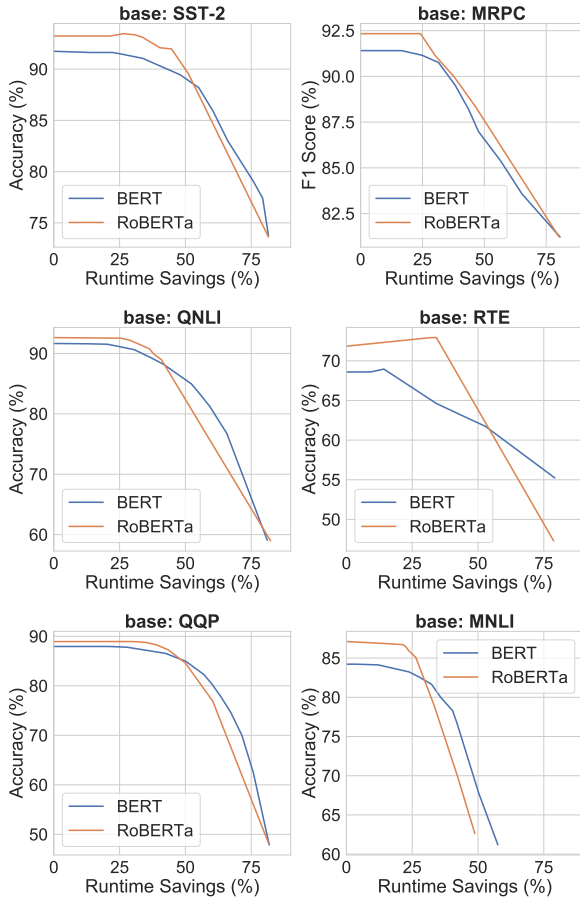 base: SST-2
Accuracy (%)
90
85
80
75
BERT
RoBERTa
0 25 50 75
Runtime Savings (%)
base: MRPC
F1 Score (%)
92.5
90.0
87.5
85.0
82.5
BERT
RoBERTa
0 25 50 75
Runtime Savings (%)
base: QNLI
Accuracy (%)
90
80
70
60
BERT
RoBERTa
0 25 50 75
Runtime Savings (%)
base: RTE
Accuracy (%)
70
65
60
55
50
BERT
RoBERTa
0 25 50 75
Runtime Savings (%)
base: QQP
Accuracy (%)
90
80
70
60
50
BERT
RoBERTa
0 25 50 75
Runtime Savings (%)
base: MNLI
Accuracy (%)
85
80
75
70
65
60
BERT
RoBERTa
0 25 50 75
Runtime Savings (%)